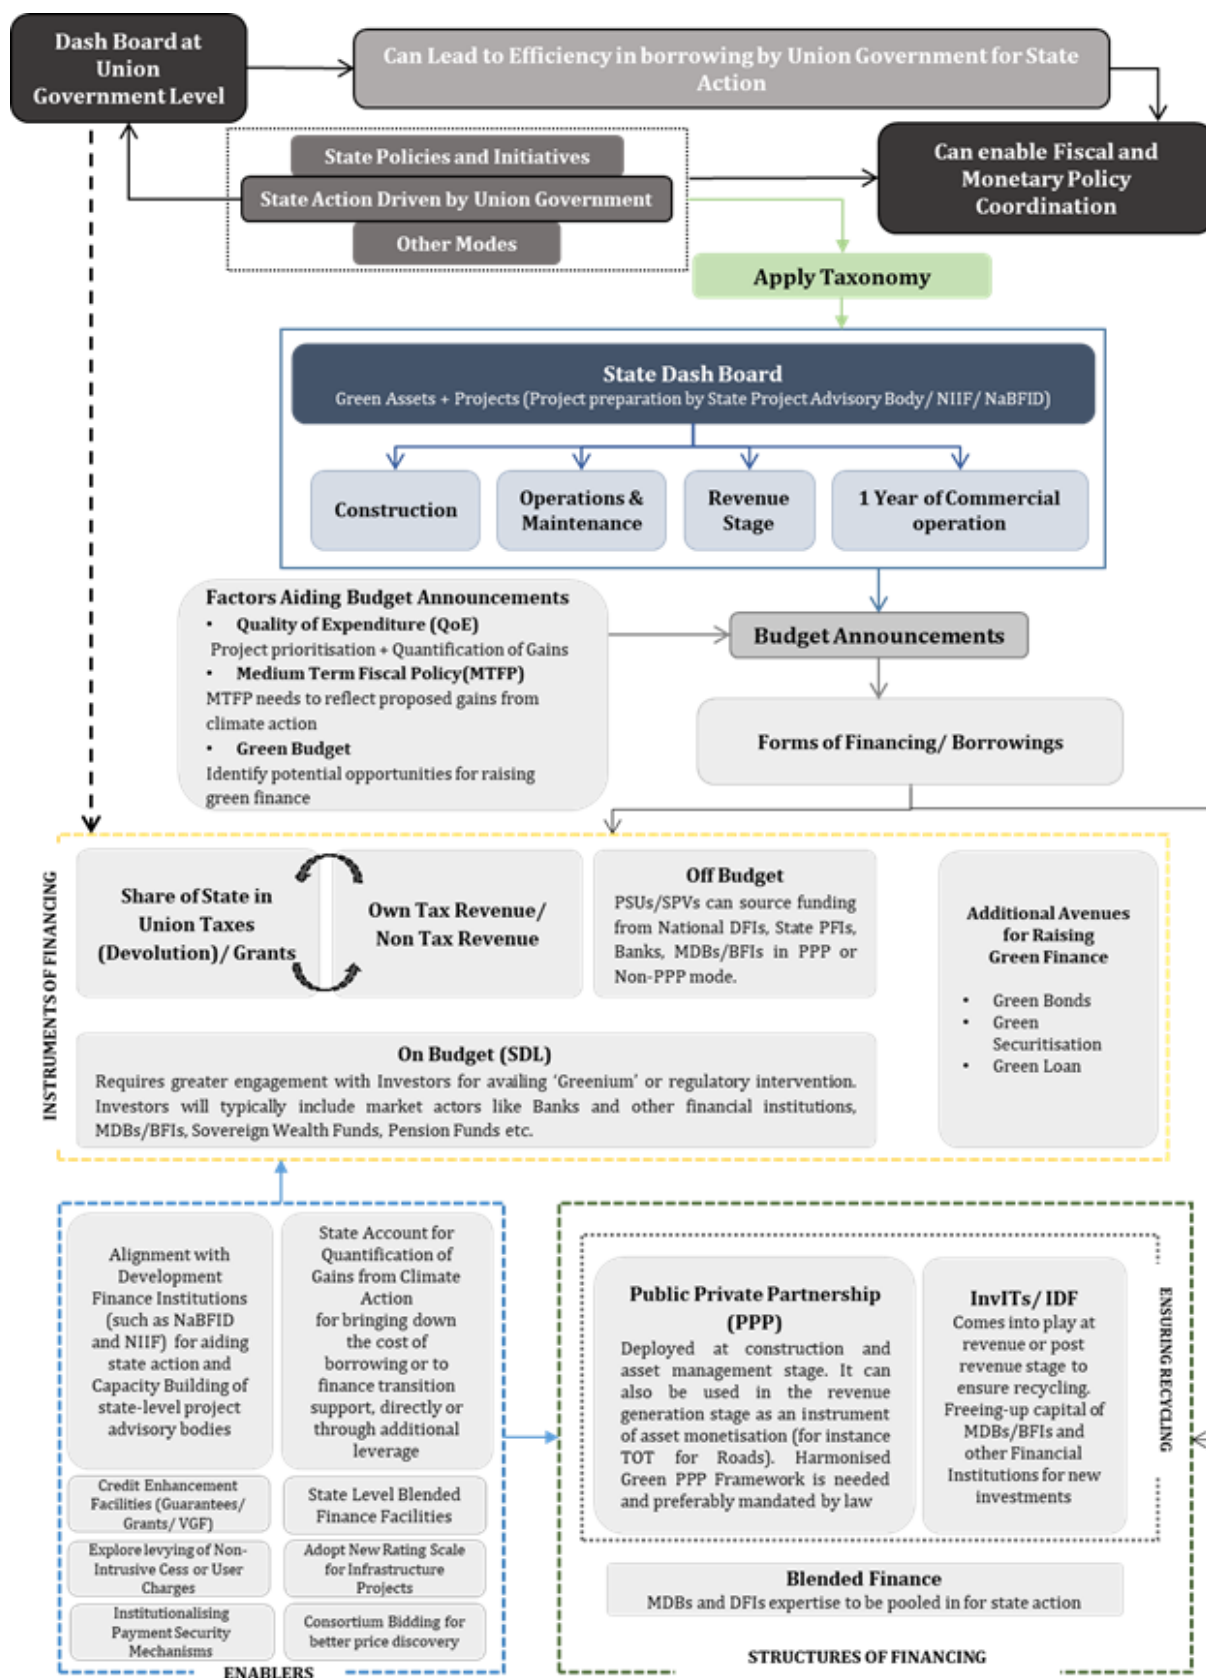 Dash Board at
Union
Government Level
Can Lead to Efficiency in borrowing by Union Government for State
Action
State Policies and Initiatives
State Action Driven by Union Government
Other Modes
Can enable Fiscal and
Monetary Policy
Coordination
Apply Taxonomy
State Dash Board
Green Assets + Projects (Project preparation by State Project Advisory Body/ NIIF/ NaBFID)
Construction
Operations &
Maintenance
Revenue
Stage
1 Year of Commercial
operation
Factors Aiding Budget Announcements
• Quality of Expenditure (QoE)
Project prioritisation + Quantification of Gains
• Medium Term Fiscal Policy(MTFP)
MTFP needs to reflect proposed gains from
climate action
• Green Budget
Identify potential opportunities for raising
green finance
Budget Announcements
Forms of Financing/ Borrowings
INSTRUMENTS OF FINANCING
Share of State in
Union Taxes
(Devolution)/ Grants
Own Tax Revenue/
Non Tax Revenue
Off Budget
PSUs/SPVs can source funding
from National DFIs, State PFIs,
Banks, MDBs/BFIs in PPP or
Non-PPP mode.
Additional Avenues
for Raising
Green Finance
• Green Bonds
• Green
Securitisation
• Green Loan
On Budget (SDL)
Requires greater engagement with Investors for availing ‘Greenium’ or regulatory intervention.
Investors will typically include market actors like Banks and other financial institutions,
MDBs/BFIs, Sovereign Wealth Funds, Pension Funds etc.
Alignment with
Development
Finance Institutions
(such as NaBFID
and NIIF) for aiding
state action and
Capacity Building of
state-level project
advisory bodies
State Account for
Quantification of
Gains from Climate
Action
for bringing down
the cost of
borrowing or to
finance transition
support, directly or
through additional
leverage
Credit Enhancement
Facilities (Guarantees/
Grants/ VGF)
State Level Blended
Finance Facilities
Explore levying of Non-
Intrusive Cess or User
Charges
Adopt New Rating Scale
for Infrastructure
Projects
Institutionalising
Payment Security
Mechanisms
Consortium Bidding for
better price discovery
ENABLERS
Public Private Partnership
(PPP)
Deployed at construction and
asset management stage. It can
also be used in the revenue
generation stage as an instrument
of asset monetisation (for instance
TOT for Roads). Harmonised
Green PPP Framework is needed
and preferably mandated by law
InvITs/ IDF
Comes into play at
revenue or post
revenue stage to
ensure recycling.
Freeing-up capital of
MDBs/BFIs and
other Financial
Institutions for new
investments
ENSURING RECYCLING
Blended Finance
MDBs and DFIs expertise to be pooled in for state action
STRUCTURES OF FINANCING